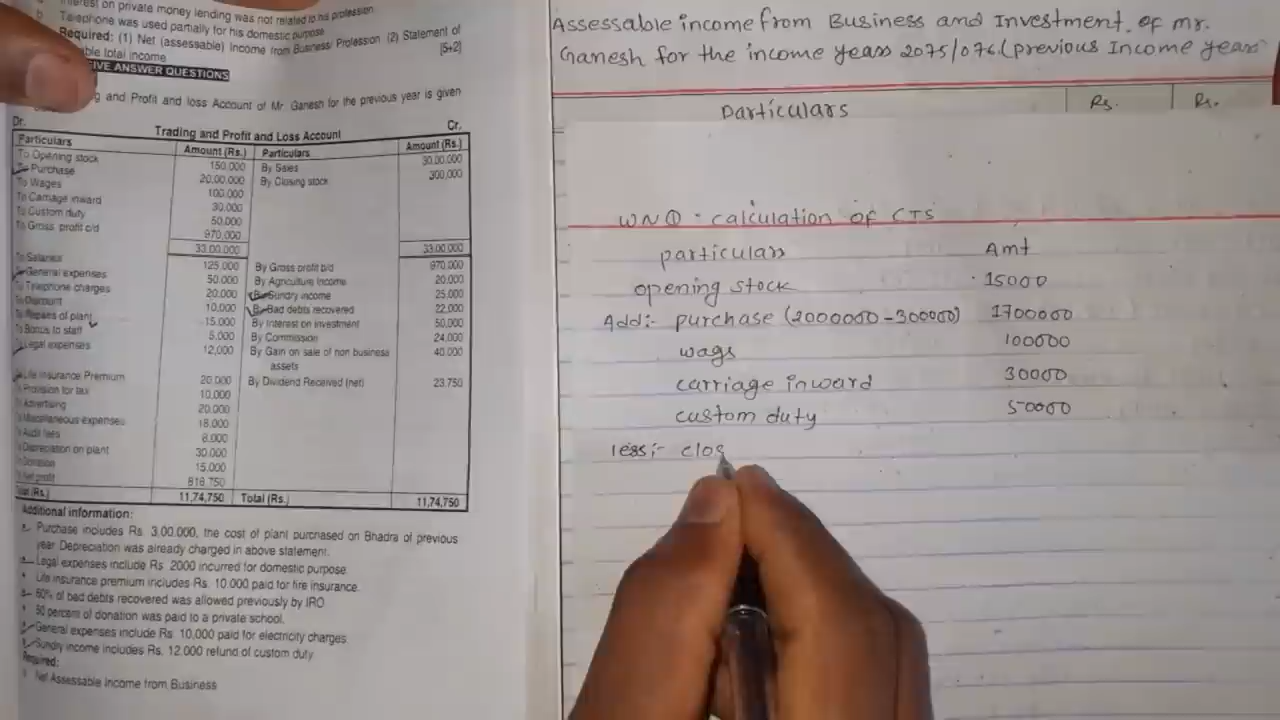 interest on private money lending was not related to his profession
b Telephone was used partially for his domestic purpose
Required: (1) Net (assessable) Income from Business/ Profession (2) Statement of
able total income [5+2]
IVE ANSWER QUESTIONS
g and Profit and loss Account of Mr Ganesh for the previous year is given
Dr. Trading and Profit and Loss Account Cr.
Particulars Amount (Rs.) Particulars Amount (Rs.)
To Opening stock 150,000 By Sales 30,00,000
To Purchase 20,00,000 By Closing stock 300,000
To Wages 100,000
To Carriage inward 30,000
To Custom duty 50,000
To Gross profit c/d 970,000
33,00,000 33,00,000
To Salaries 125,000 By Gross profit b/d 970,000
To General expenses 50,000 By Agriculture Income 20,000
To Telephone charges 20,000 By Sundry income 25,000
To Discount 10,000 By Bad debts recovered 22,000
To Repairs of plant 15,000 By Interest on investment 50,000
To Bonus to staff 5,000 By Commission 24,000
To Legal expenses 12,000 By Gain on sale of non business assets 40,000
To Life Insurance Premium 20,000 By Dividend Received (net) 23,750
To Provision for tax 10,000
To Advertising 20,000
To Miscellaneous expenses 18,000
To Audit fees 8,000
To Depreciation on plant 30,000
To Donation 15,000
To Net profit 816,750
Total (Rs.) 11,74,750 Total (Rs.) 11,74,750
Additional information:
Purchase includes Rs. 3,00,000, the cost of plant purchased on Bhadra of previous
year Depreciation was already charged in above statement.
Legal expenses include Rs 2000 incurred for domestic purpose
Life insurance premium includes Rs. 10,000 paid for fire insurance.
60% of bad debts recovered was allowed previously by IRO
50 percent of donation was paid to a private school.
General expenses include Rs 10,000 paid for electricity charges
Sundry income includes Rs. 12,000 refund of custom duty
Required:
Net Assessable Income from Business
Assessable income from Business and Investment of mr.
Ganesh for the income year 2075/076 (previous Income year
Particulars Rs. Rs.
WN① : calculation of CTS
particulars Amt
opening stock 15000
Add:- purchase (2000000-300000) 1700000
wags 100000
carriage inward 30000
custom duty 50000
less:- clos